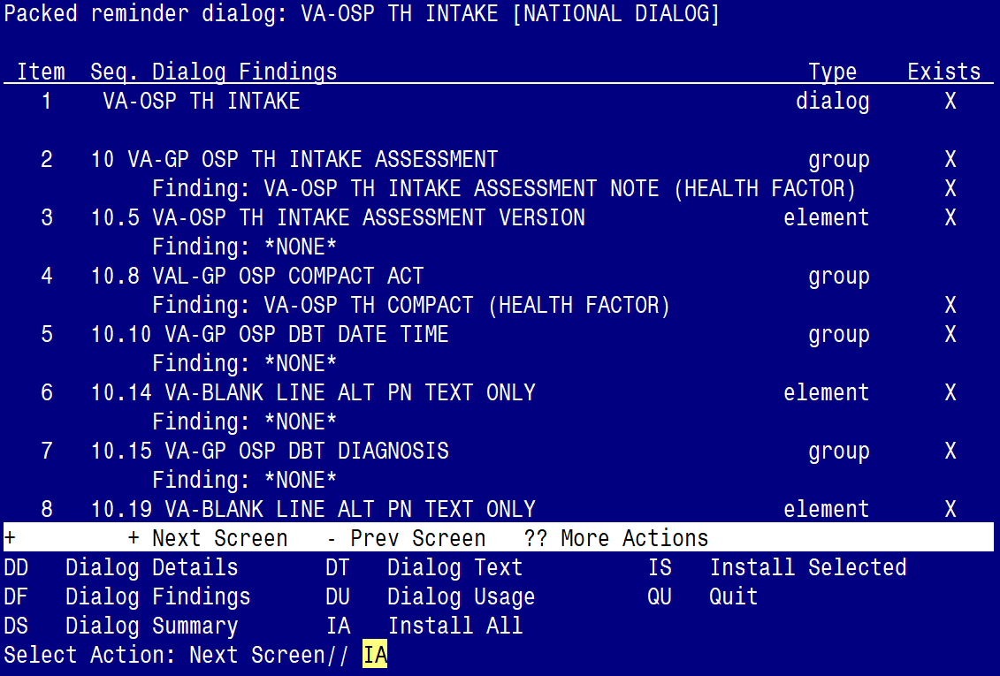 Packed reminder dialog: VA-OSP TH INTAKE [NATIONAL DIALOG]
Item Seq. Dialog Findings Type Exists
1 VA-OSP TH INTAKE dialog X
2 10 VA-GP OSP TH INTAKE ASSESSMENT group X
Finding: VA-OSP TH INTAKE ASSESSMENT NOTE (HEALTH FACTOR) X
3 10.5 VA-OSP TH INTAKE ASSESSMENT VERSION element X
Finding: *NONE*
4 10.8 VAL-GP OSP COMPACT ACT group
Finding: VA-OSP TH COMPACT (HEALTH FACTOR) X
5 10.10 VA-GP OSP DBT DATE TIME group X
Finding: *NONE*
6 10.14 VA-BLANK LINE ALT PN TEXT ONLY element X
Finding: *NONE*
7 10.15 VA-GP OSP DBT DIAGNOSIS group X
Finding: *NONE*
8 10.19 VA-BLANK LINE ALT PN TEXT ONLY element X
+ + Next Screen - Prev Screen ?? More Actions
DD Dialog Details DT Dialog Text IS Install Selected
DF Dialog Findings DU Dialog Usage QU Quit
DS Dialog Summary IA Install All
Select Action: Next Screen// IA